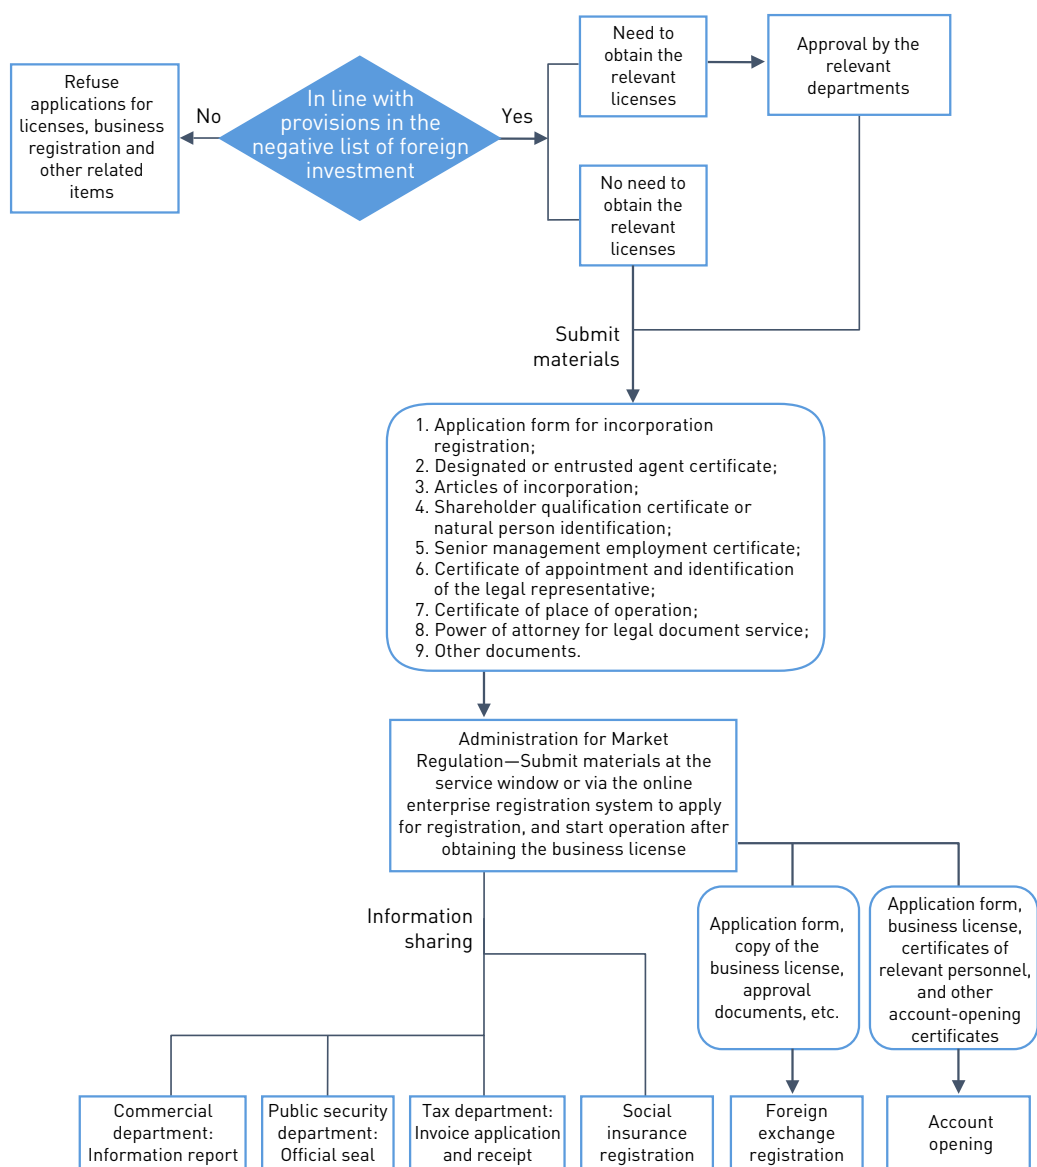 Refuse
applications for
licenses, business
registration and
other related
items
No
In line with
provisions in the
negative list of foreign
investment
Yes
Need to
obtain the
relevant
licenses
Approval by the
relevant
departments
No need to
obtain the
relevant
licenses
Submit
materials
1. Application form for incorporation
registration;
2. Designated or entrusted agent certificate;
3. Articles of incorporation;
4. Shareholder qualification certificate or
natural person identification;
5. Senior management employment certificate;
6. Certificate of appointment and identification
of the legal representative;
7. Certificate of place of operation;
8. Power of attorney for legal document service;
9. Other documents.
Administration for Market
Regulation—Submit materials at the
service window or via the online
enterprise registration system to apply
for registration, and start operation after
obtaining the business license
Information
sharing
Application form,
copy of the
business license,
approval
documents, etc.
Application form,
business license,
certificates of
relevant personnel,
and other
account-opening
certificates
Commercial
department:
Information report
Public security
department:
Official seal
Tax department:
Invoice application
and receipt
Social
insurance
registration
Foreign
exchange
registration
Account
opening